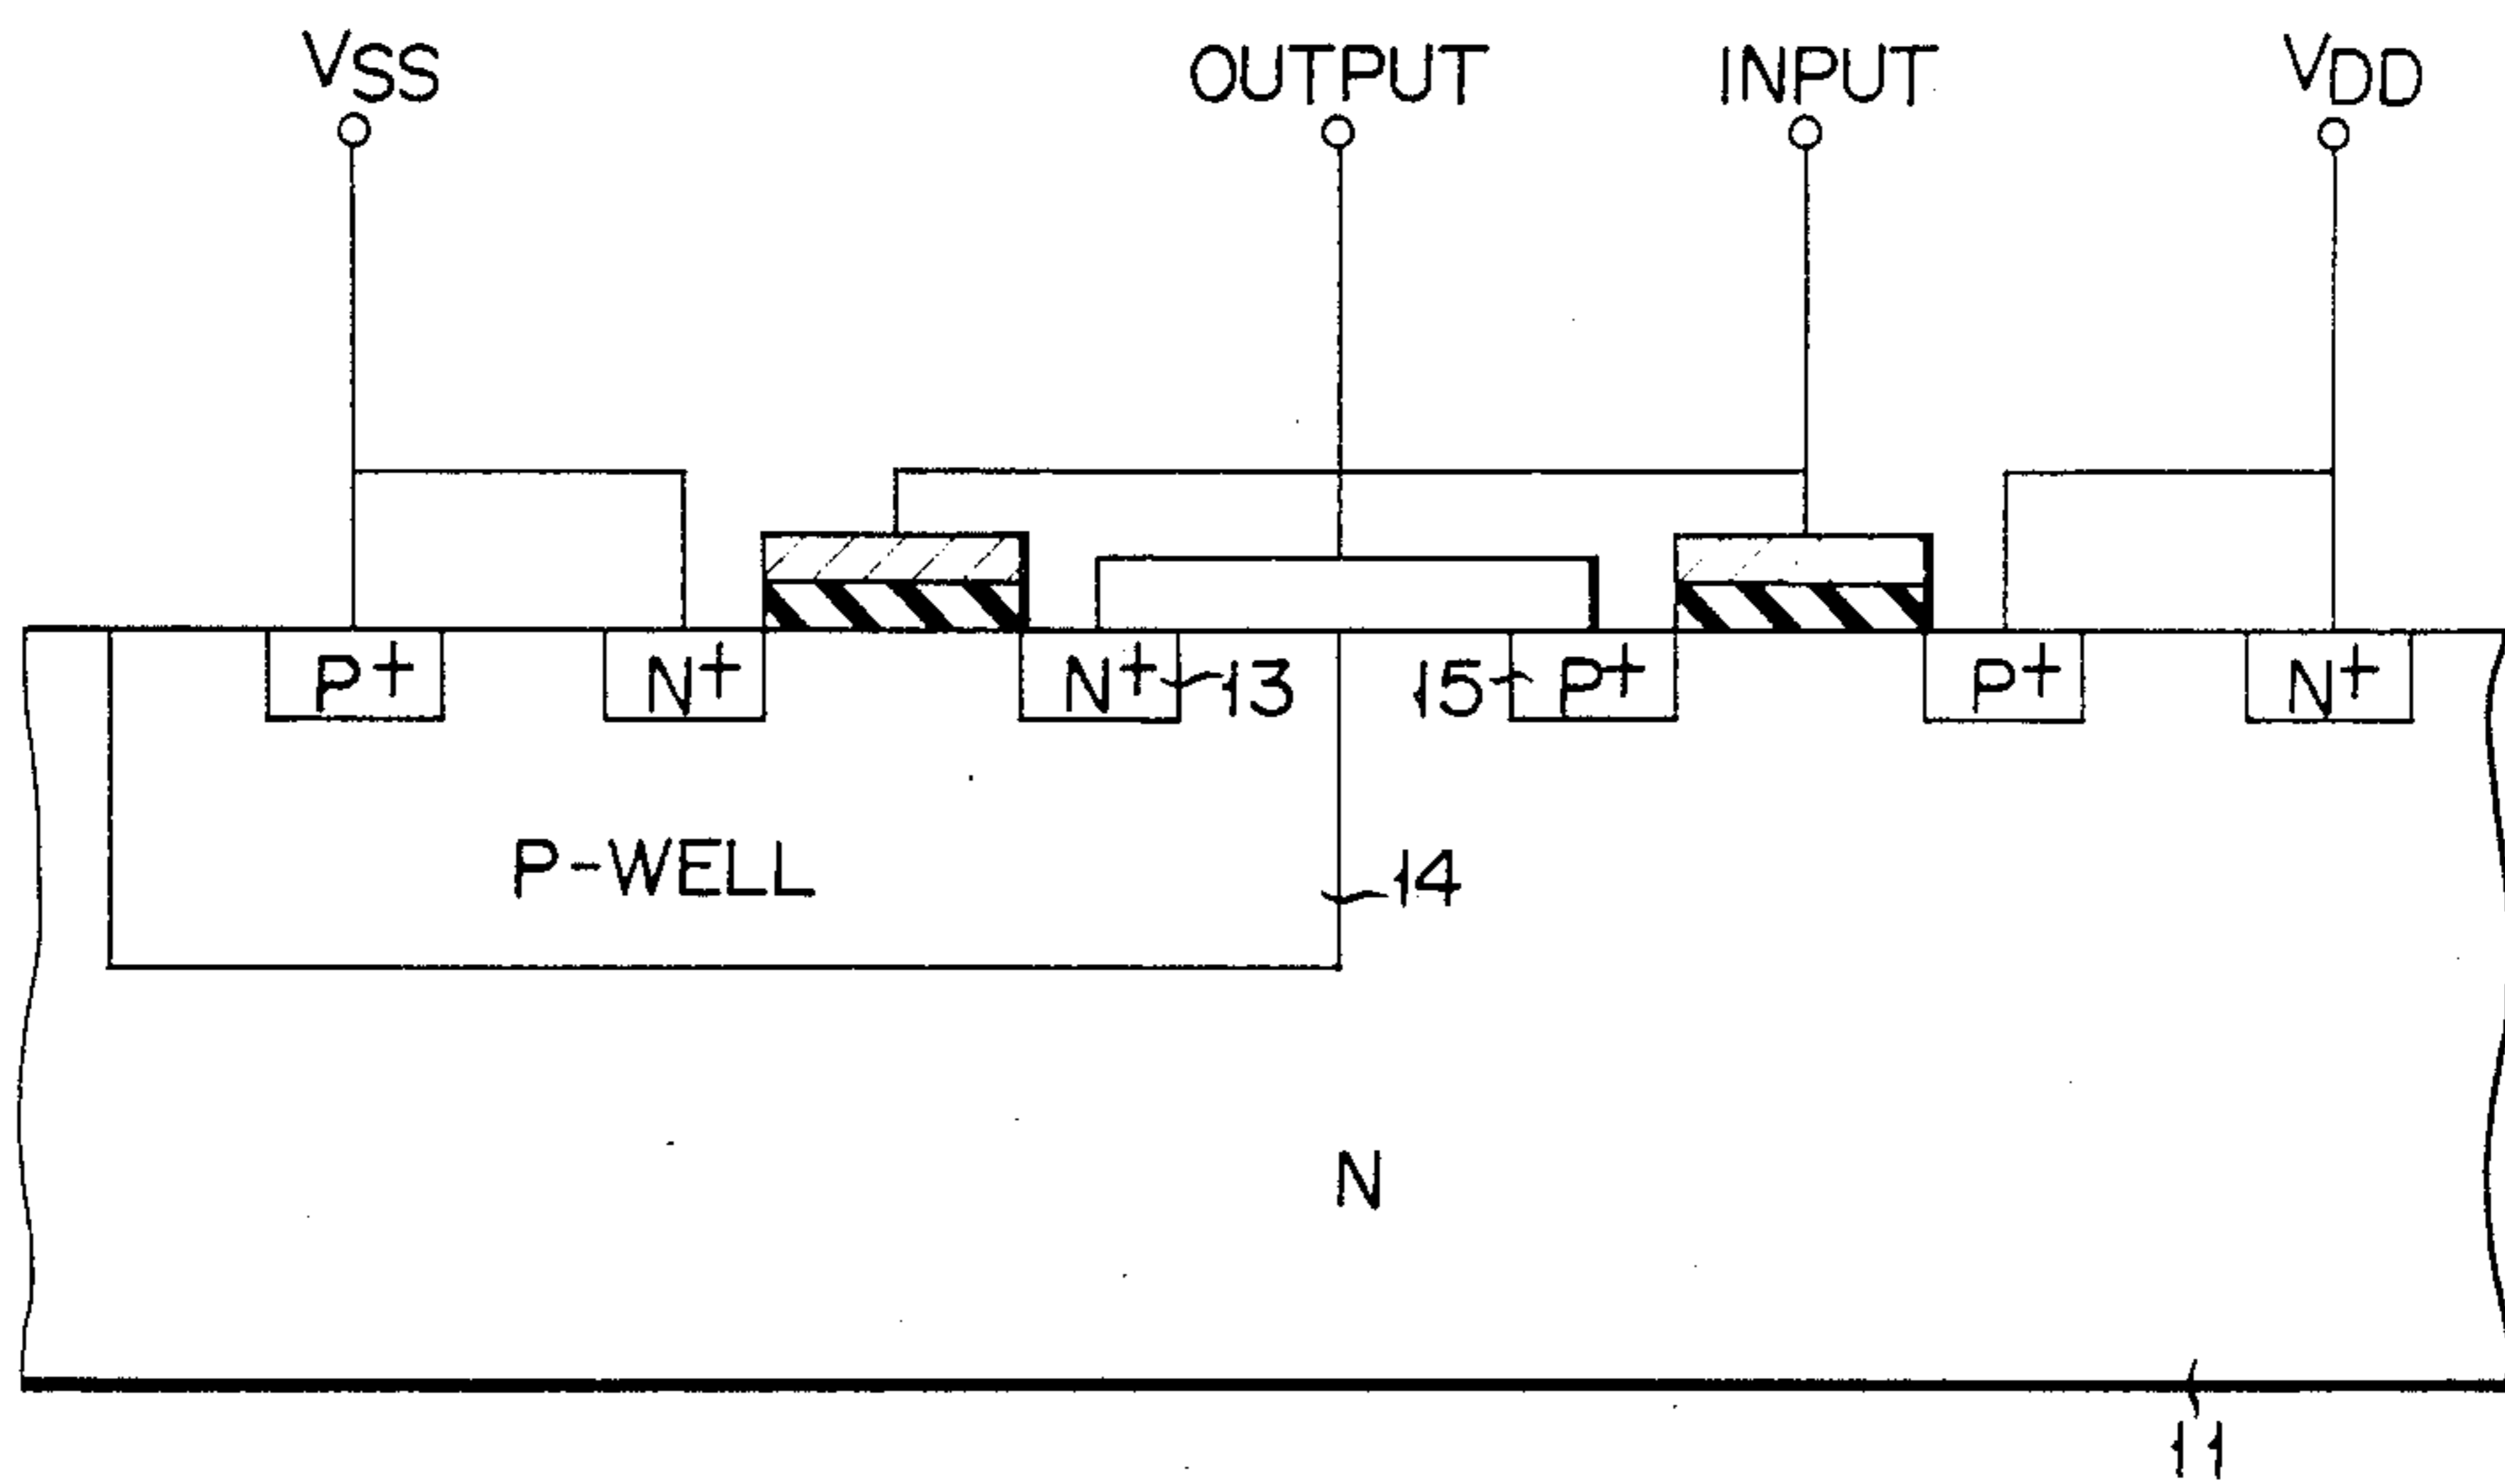 VSS OUTPUT INPUT VDD
P+ N+ N+ 13 15 P+ P+ N+
P-WELL 14
N
11